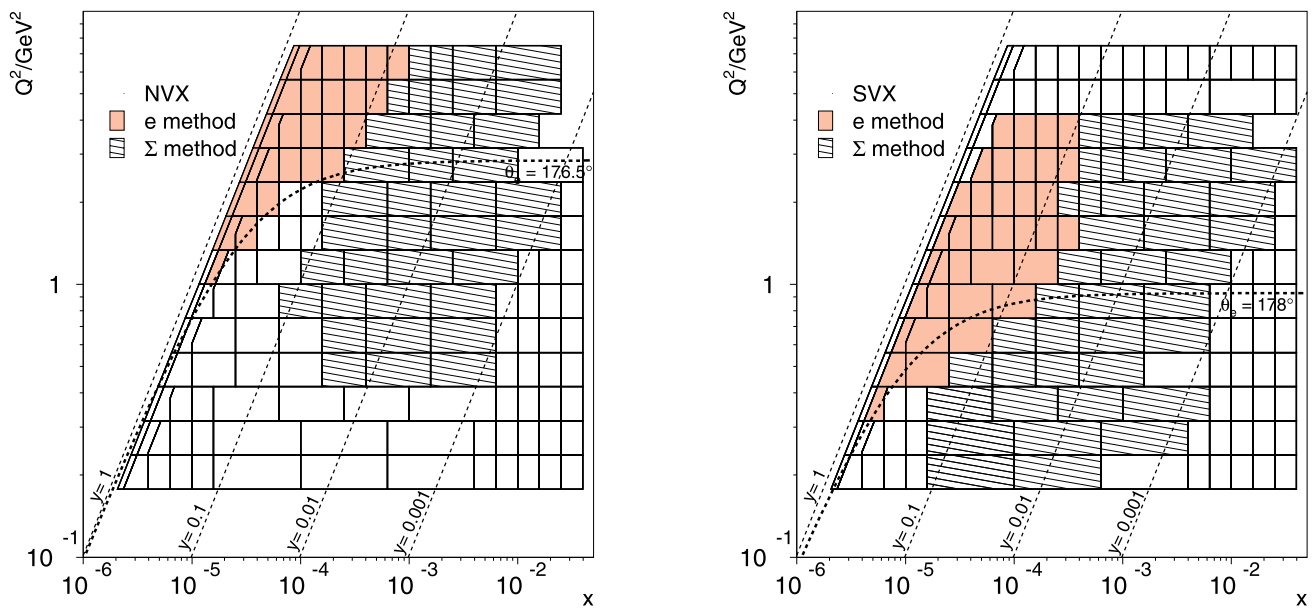 Q²/GeV²
NVX
e method
Σ method
θₑ = 176.5°
1
y= 1
y= 0.1
y= 0.01
y= 0.001
10⁻¹
10⁻⁶
10⁻⁵
10⁻⁴
10⁻³
10⁻²
x
Q²/GeV²
SVX
e method
Σ method
θₑ = 178°
1
y= 1
y= 0.1
y= 0.01
y= 0.001
10⁻¹
10⁻⁶
10⁻⁵
10⁻⁴
10⁻³
10⁻²
x